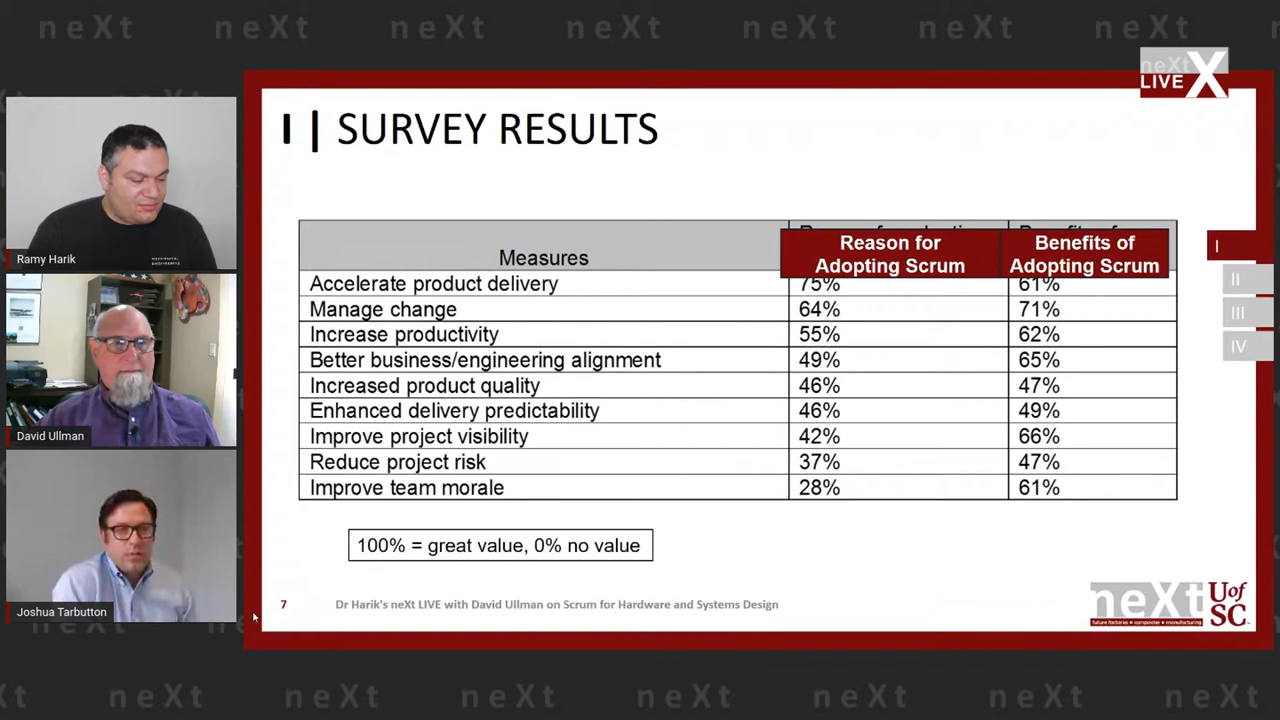 neXt neXt neXt neXt neXt neXt neXt
neXt
LIVE X
I | SURVEY RESULTS
Measures
Reason for
Adopting Scrum
Benefits of
Adopting Scrum
Accelerate product delivery 75% 61%
Manage change 64% 71%
Increase productivity 55% 62%
Better business/engineering alignment 49% 65%
Increased product quality 46% 47%
Enhanced delivery predictability 46% 49%
Improve project visibility 42% 66%
Reduce project risk 37% 47%
Improve team morale 28% 61%
100% = great value, 0% no value
7 Dr Harik's neXt LIVE with David Ullman on Scrum for Hardware and Systems Design
neXt
future factories • composites • manufacturing
U of
SC
I
II
III
IV
Ramy Harik
David Ullman
Joshua Tarbutton
neXt neXt neXt neXt neXt neXt